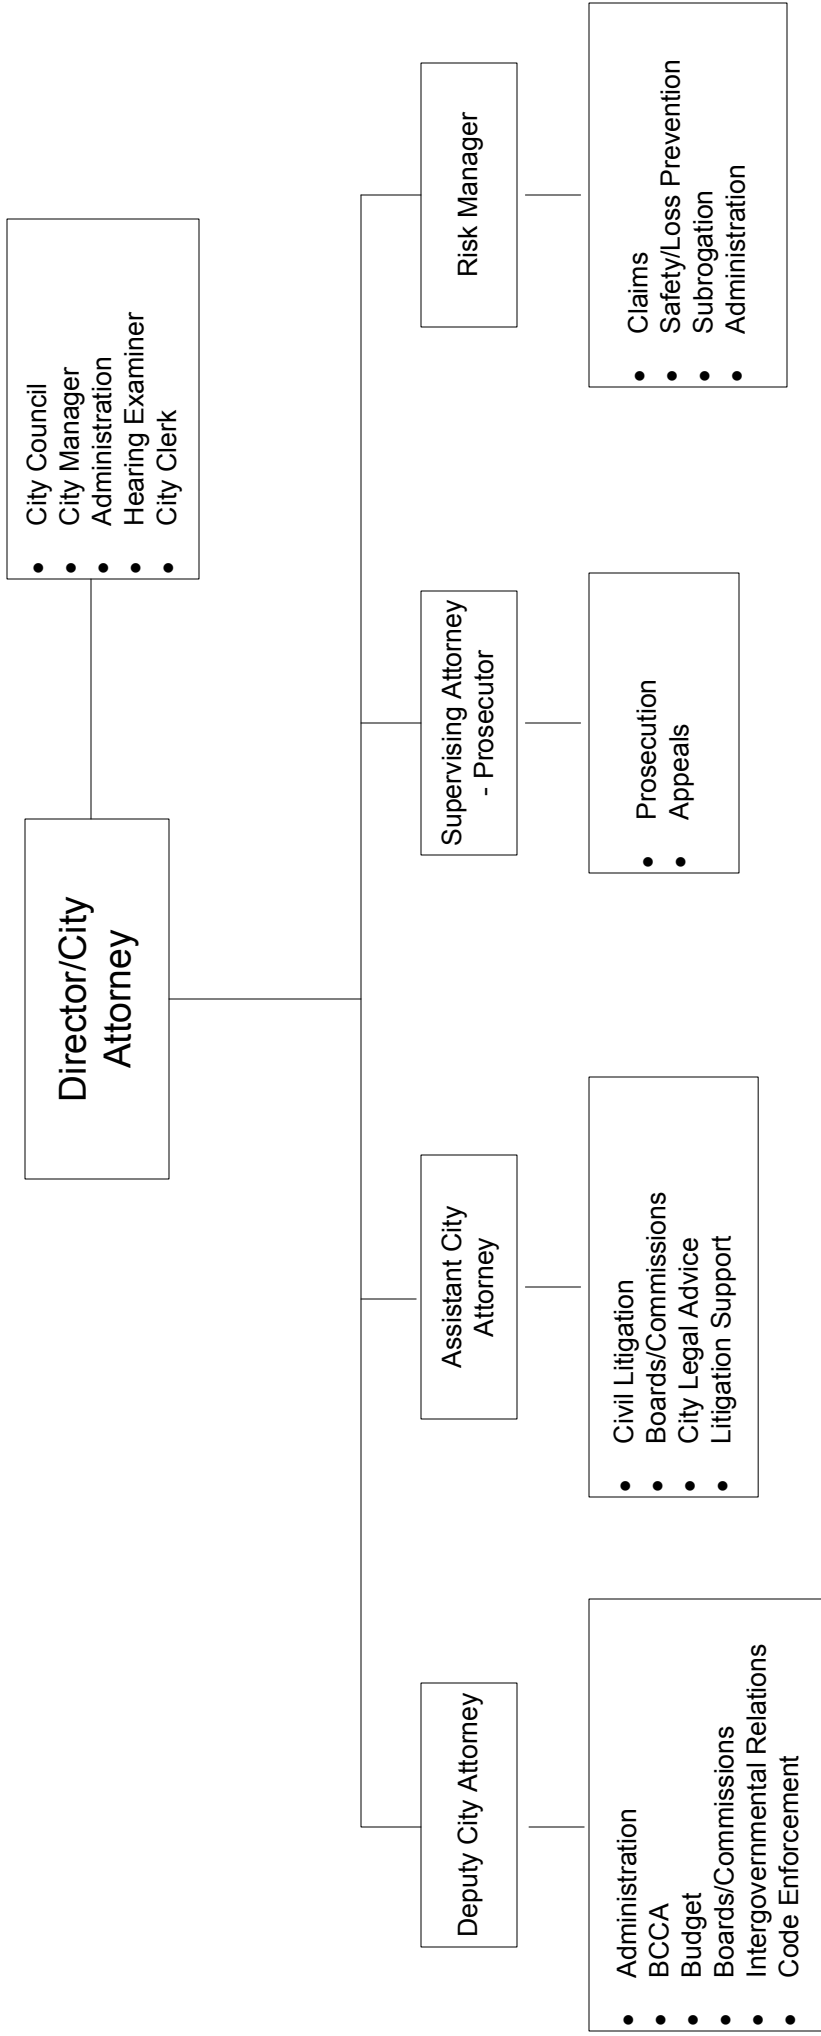 Director/City
Attorney
• City Council
• City Manager
• Administration
• Hearing Examiner
• City Clerk
Deputy City Attorney
Assistant City
Attorney
Supervising Attorney
- Prosecutor
Risk Manager
• Administration
• BCCA
• Budget
• Boards/Commissions
• Intergovernmental Relations
• Code Enforcement
• Civil Litigation
• Boards/Commissions
• City Legal Advice
• Litigation Support
• Prosecution
• Appeals
• Claims
• Safety/Loss Prevention
• Subrogation
• Administration